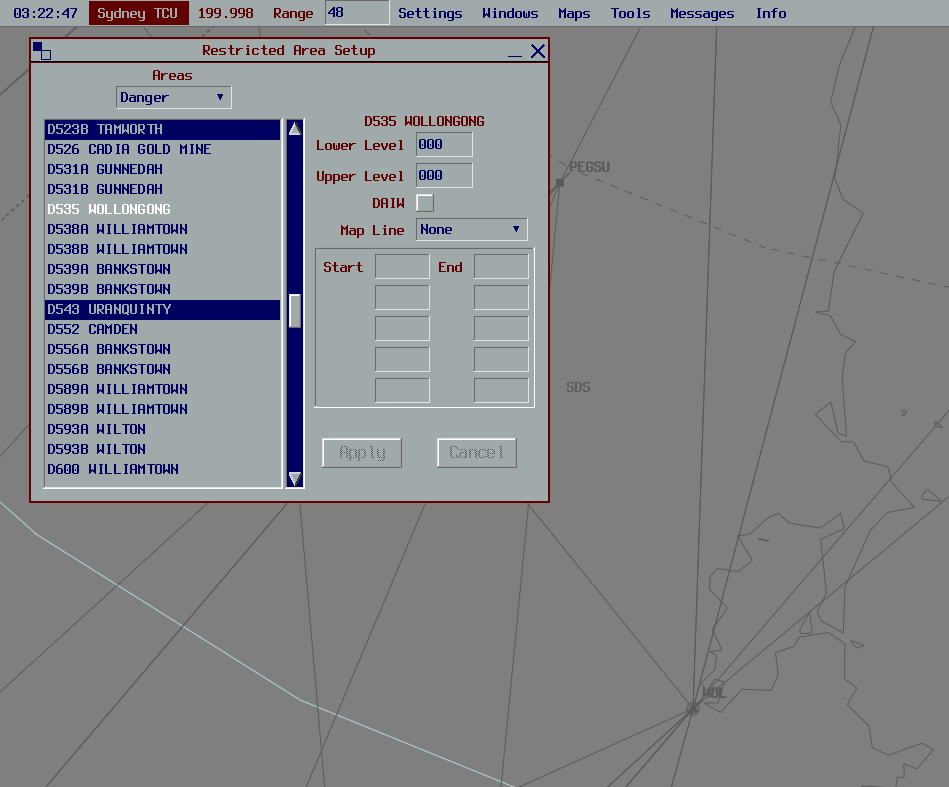 03:22:47 Sydney TCU 199.998 Range 48 Settings Windows Maps Tools Messages Info
Restricted Area Setup
Areas
Danger
D523B TAMWORTH
D526 CADIA GOLD MINE
D531A GUNNEDAH
D531B GUNNEDAH
D535 WOLLONGONG
D538A WILLIAMTOWN
D538B WILLIAMTOWN
D539A BANKSTOWN
D539B BANKSTOWN
D543 URANQUINTY
D552 CAMDEN
D556A BANKSTOWN
D556B BANKSTOWN
D589A WILLIAMTOWN
D589B WILLIAMTOWN
D593A WILTON
D593B WILTON
D600 WILLIAMTOWN
D535 WOLLONGONG
Lower Level 000
Upper Level 000
DAIW
Map Line None
Start End
Apply Cancel
PEGSU
SDS
WOL